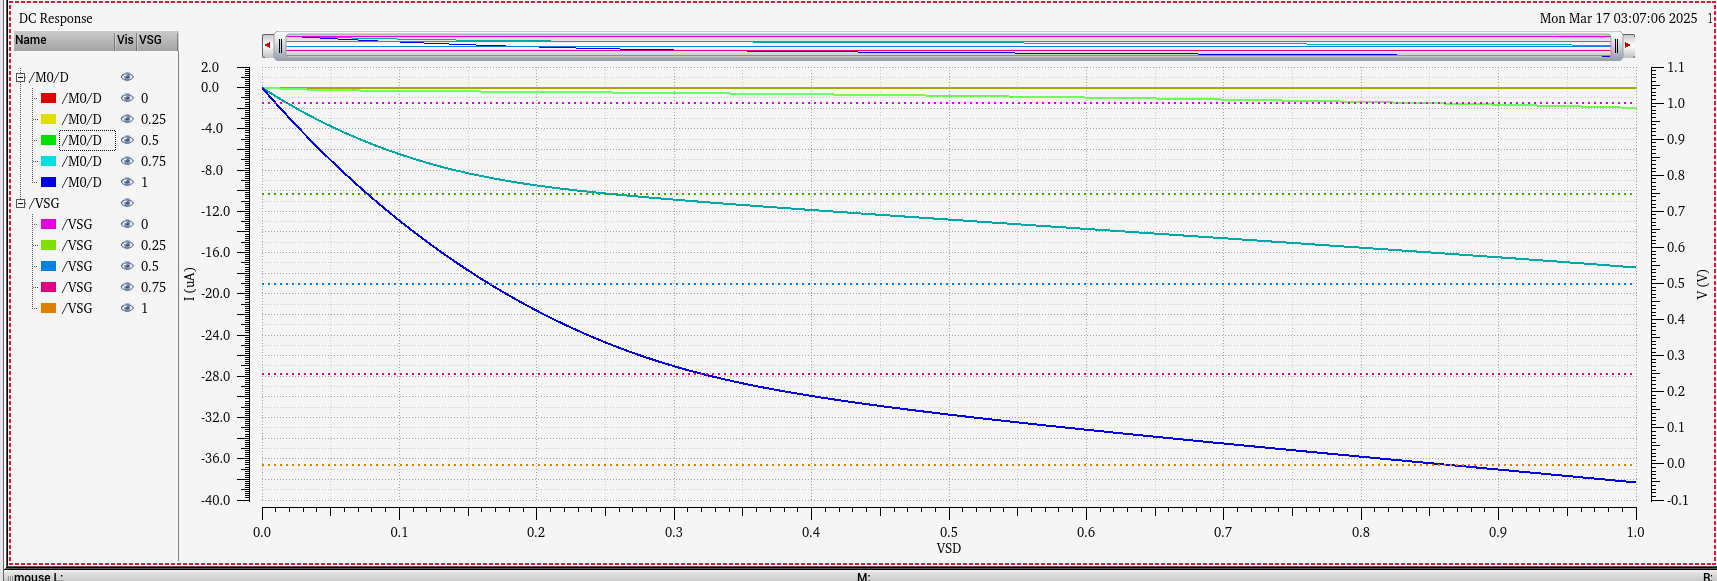 DC Response
Mon Mar 17 03:07:06 2025 1
Name Vis VSG
/M0/D
/M0/D 0
/M0/D 0.25
/M0/D 0.5
/M0/D 0.75
/M0/D 1
/VSG
/VSG 0
/VSG 0.25
/VSG 0.5
/VSG 0.75
/VSG 1
I (uA)
2.0
0.0
-4.0
-8.0
-12.0
-16.0
-20.0
-24.0
-28.0
-32.0
-36.0
-40.0
0.0 0.1 0.2 0.3 0.4 0.5 0.6 0.7 0.8 0.9 1.0
VSD
1.1
1.0
0.9
0.8
0.7
0.6
0.5
0.4
0.3
0.2
0.1
0.0
-0.1
V (V)
mouse L: M: R: